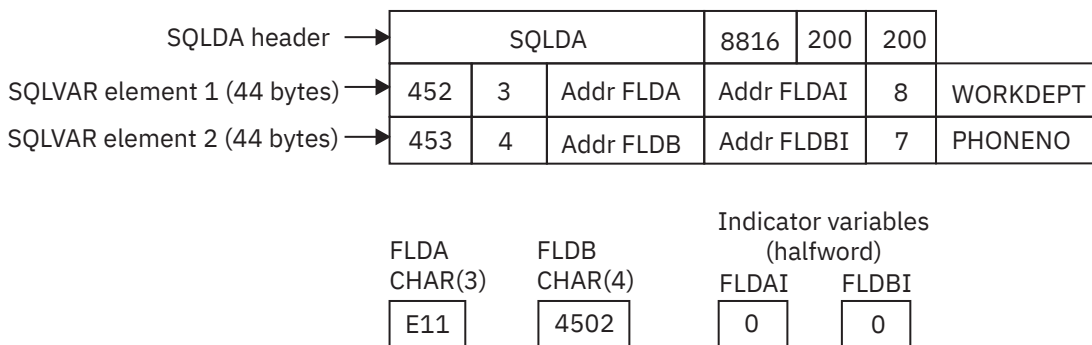 SQLDA header SQLDA 8816 200 200
SQLVAR element 1 (44 bytes) 452 3 Addr FLDA Addr FLDAI 8 WORKDEPT
SQLVAR element 2 (44 bytes) 453 4 Addr FLDB Addr FLDBI 7 PHONENO
Indicator variables
(halfword)
FLDA FLDB
CHAR(3) CHAR(4) FLDAI FLDBI
E11 4502 0 0